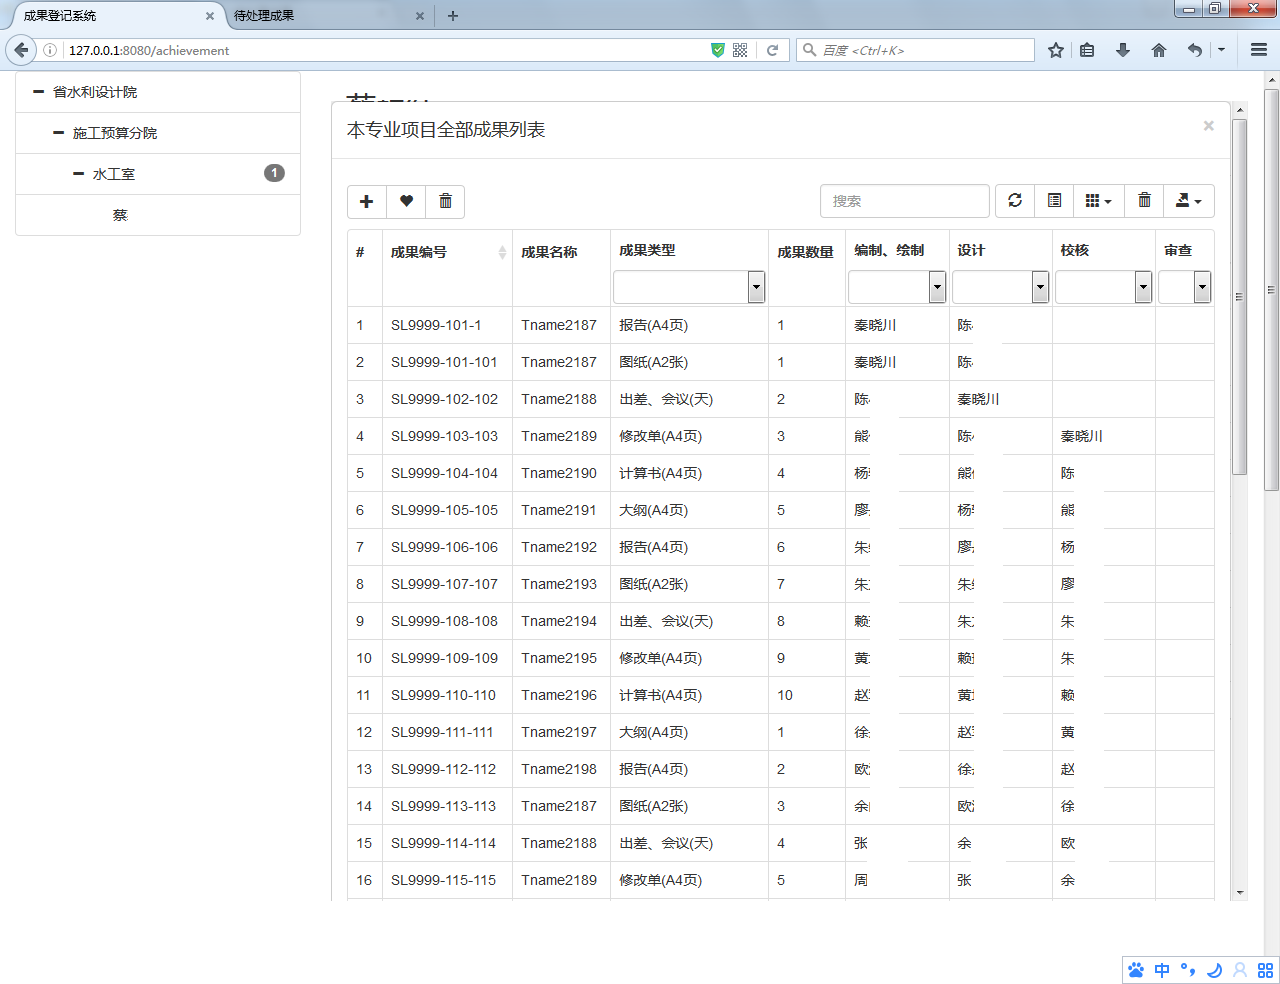 成果登记系统
待处理成果
127.0.0.1:8080/achievement
百度 <Ctrl+K>
省水利设计院
施工预算分院
水工室 1
蔡
本专业项目全部成果列表 ×
搜索
# 成果编号 成果名称 成果类型 成果数量 编制、绘制 设计 校核 审查
1 SL9999-101-1 Tname2187 报告(A4页) 1 秦晓川 陈
2 SL9999-101-101 Tname2187 图纸(A2张) 1 秦晓川 陈
3 SL9999-102-102 Tname2188 出差、会议(天) 2 陈 秦晓川
4 SL9999-103-103 Tname2189 修改单(A4页) 3 熊 陈 秦晓川
5 SL9999-104-104 Tname2190 计算书(A4页) 4 杨 熊 陈
6 SL9999-105-105 Tname2191 大纲(A4页) 5 廖 杨 熊
7 SL9999-106-106 Tname2192 报告(A4页) 6 朱 廖 杨
8 SL9999-107-107 Tname2193 图纸(A2张) 7 朱 朱 廖
9 SL9999-108-108 Tname2194 出差、会议(天) 8 赖 朱 朱
10 SL9999-109-109 Tname2195 修改单(A4页) 9 黄 赖 朱
11 SL9999-110-110 Tname2196 计算书(A4页) 10 赵 黄 赖
12 SL9999-111-111 Tname2197 大纲(A4页) 1 徐 赵 黄
13 SL9999-112-112 Tname2198 报告(A4页) 2 欧 徐 赵
14 SL9999-113-113 Tname2187 图纸(A2张) 3 余 欧 徐
15 SL9999-114-114 Tname2188 出差、会议(天) 4 张 余 欧
16 SL9999-115-115 Tname2189 修改单(A4页) 5 周 张 余
中